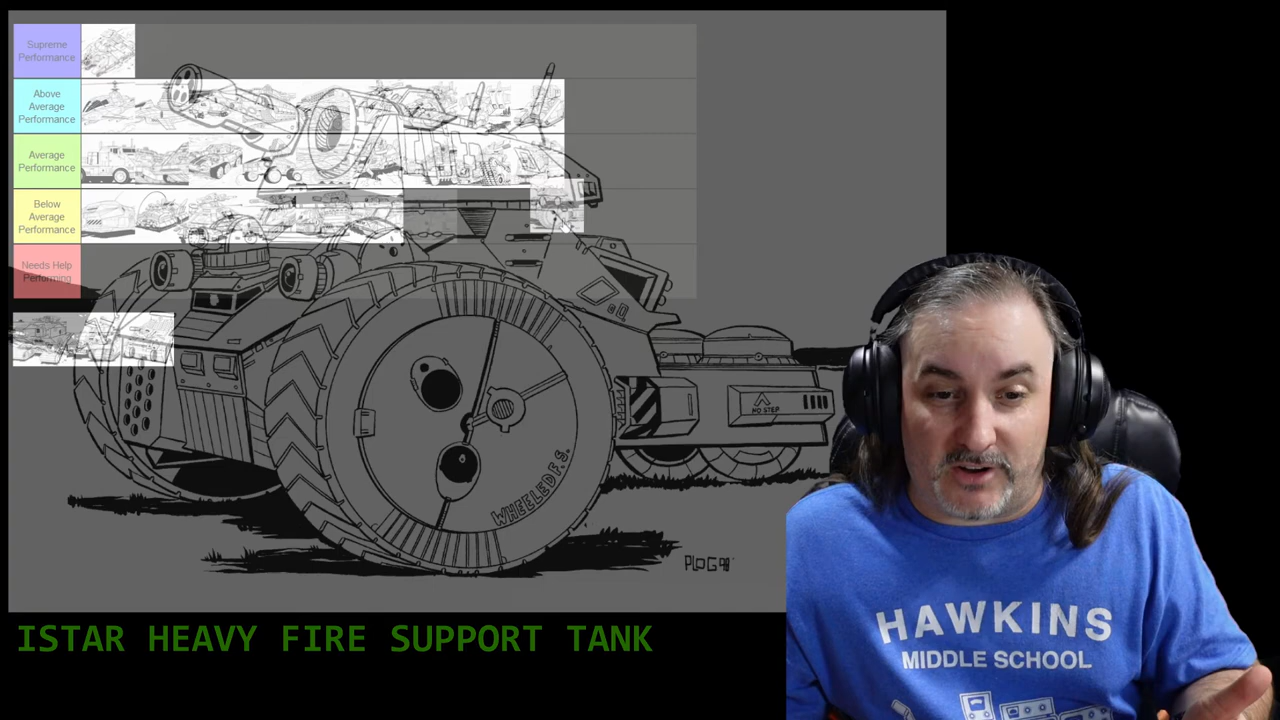 Supreme
Performance
Above
Average
Performance
Average
Performance
Below
Average
Performance
Needs Help
Performing
NO STEP
WHEELED F.S.
PLOG 98
ISTAR HEAVY FIRE SUPPORT TANK
HAWKINS
MIDDLE SCHOOL